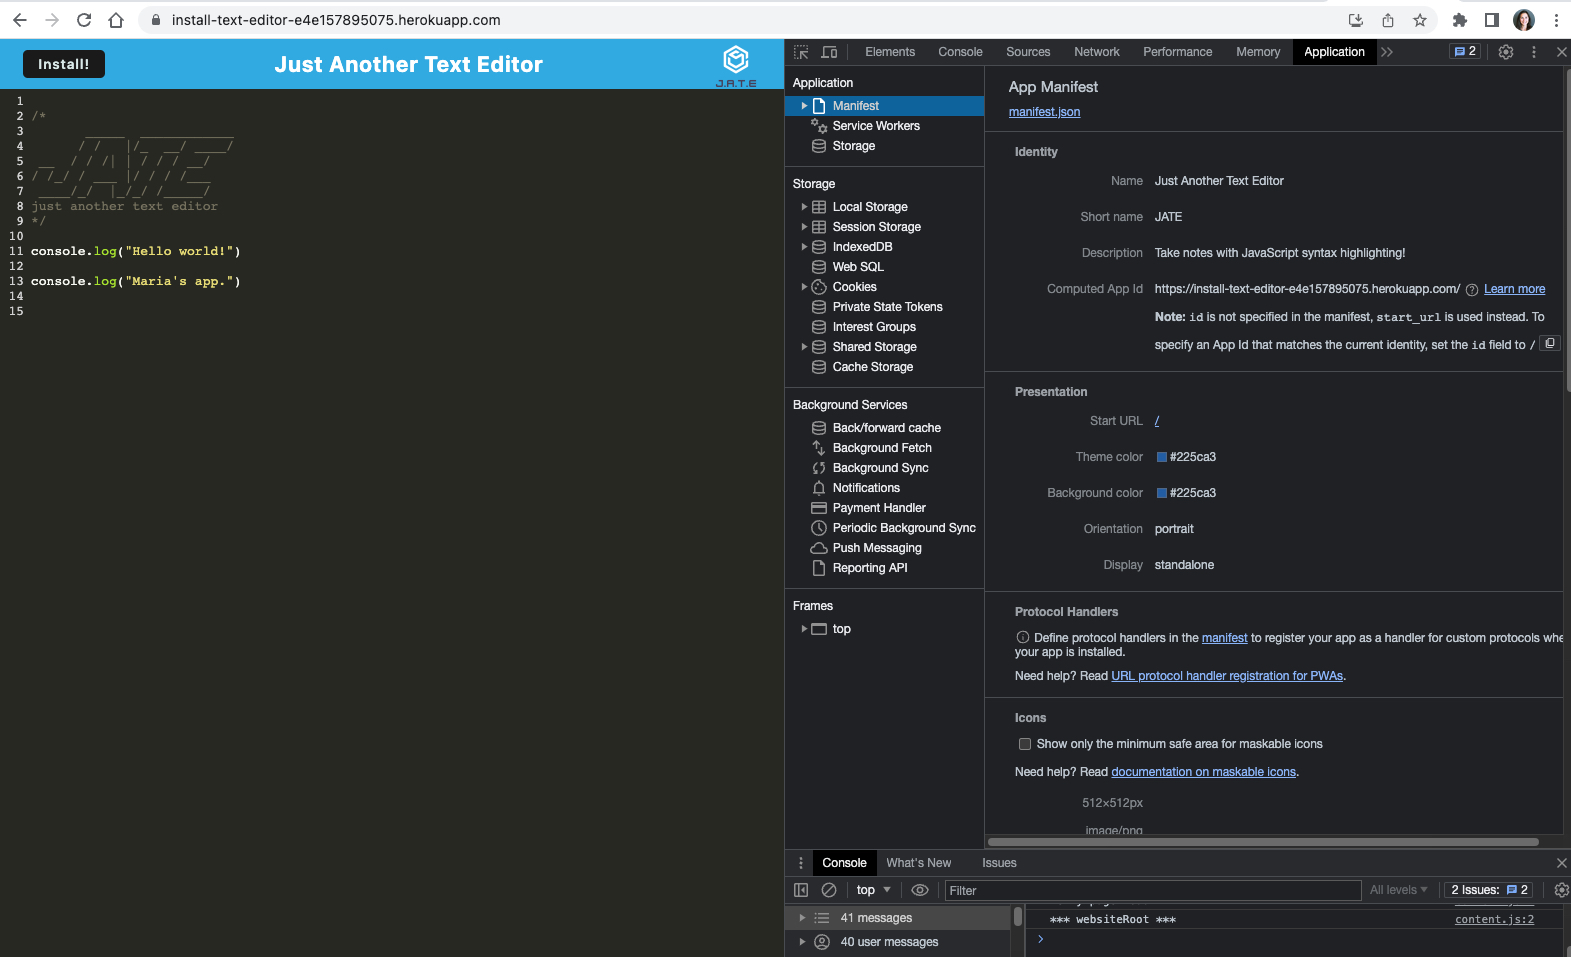 install-text-editor-e4e157895075.herokuapp.com
Install!
Just Another Text Editor
J.A.T.E
1
2 /*
3
4
5
6
7
8 just another text editor
9 */
10
11 console.log("Hello world!")
12
13 console.log("Maria's app.")
14
15
Elements Console Sources Network Performance Memory Application 2
Application
Manifest
Service Workers
Storage
Storage
Local Storage
Session Storage
IndexedDB
Web SQL
Cookies
Private State Tokens
Interest Groups
Shared Storage
Cache Storage
Background Services
Back/forward cache
Background Fetch
Background Sync
Notifications
Payment Handler
Periodic Background Sync
Push Messaging
Reporting API
Frames
top
App Manifest
manifest.json
Identity
Name Just Another Text Editor
Short name JATE
Description Take notes with JavaScript syntax highlighting!
Computed App Id https://install-text-editor-e4e157895075.herokuapp.com/ Learn more
Note: id is not specified in the manifest, start_url is used instead. To
specify an App Id that matches the current identity, set the id field to /
Presentation
Start URL /
Theme color #225ca3
Background color #225ca3
Orientation portrait
Display standalone
Protocol Handlers
Define protocol handlers in the manifest to register your app as a handler for custom protocols whe
your app is installed.
Need help? Read URL protocol handler registration for PWAs.
Icons
Show only the minimum safe area for maskable icons
Need help? Read documentation on maskable icons.
512×512px
image/png
Console What's New Issues
top Filter All levels 2 Issues: 2
41 messages
40 user messages
*** websiteRoot *** content.js:2